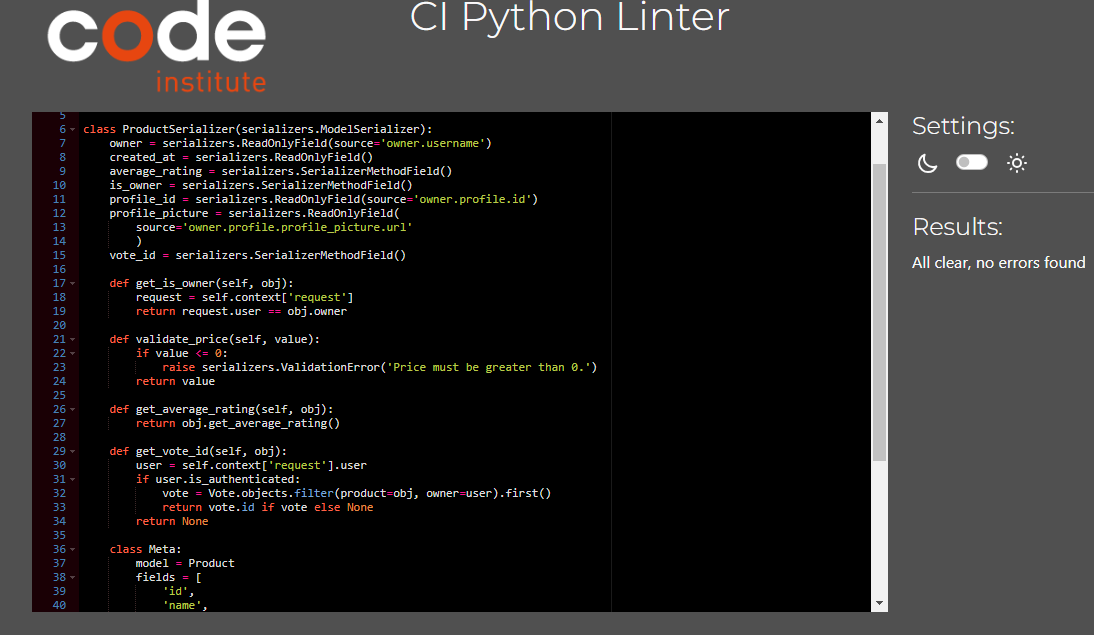 code
institute
CI Python Linter
5
6 class ProductSerializer(serializers.ModelSerializer):
7     owner = serializers.ReadOnlyField(source='owner.username')
8     created_at = serializers.ReadOnlyField()
9     average_rating = serializers.SerializerMethodField()
10     is_owner = serializers.SerializerMethodField()
11     profile_id = serializers.ReadOnlyField(source='owner.profile.id')
12     profile_picture = serializers.ReadOnlyField(
13         source='owner.profile.profile_picture.url'
14         )
15     vote_id = serializers.SerializerMethodField()
16
17     def get_is_owner(self, obj):
18         request = self.context['request']
19         return request.user == obj.owner
20
21     def validate_price(self, value):
22         if value <= 0:
23             raise serializers.ValidationError('Price must be greater than 0.')
24         return value
25
26     def get_average_rating(self, obj):
27         return obj.get_average_rating()
28
29     def get_vote_id(self, obj):
30         user = self.context['request'].user
31         if user.is_authenticated:
32             vote = Vote.objects.filter(product=obj, owner=user).first()
33             return vote.id if vote else None
34         return None
35
36     class Meta:
37         model = Product
38         fields = [
39             'id',
40             'name',
Settings:
Results:
All clear, no errors found